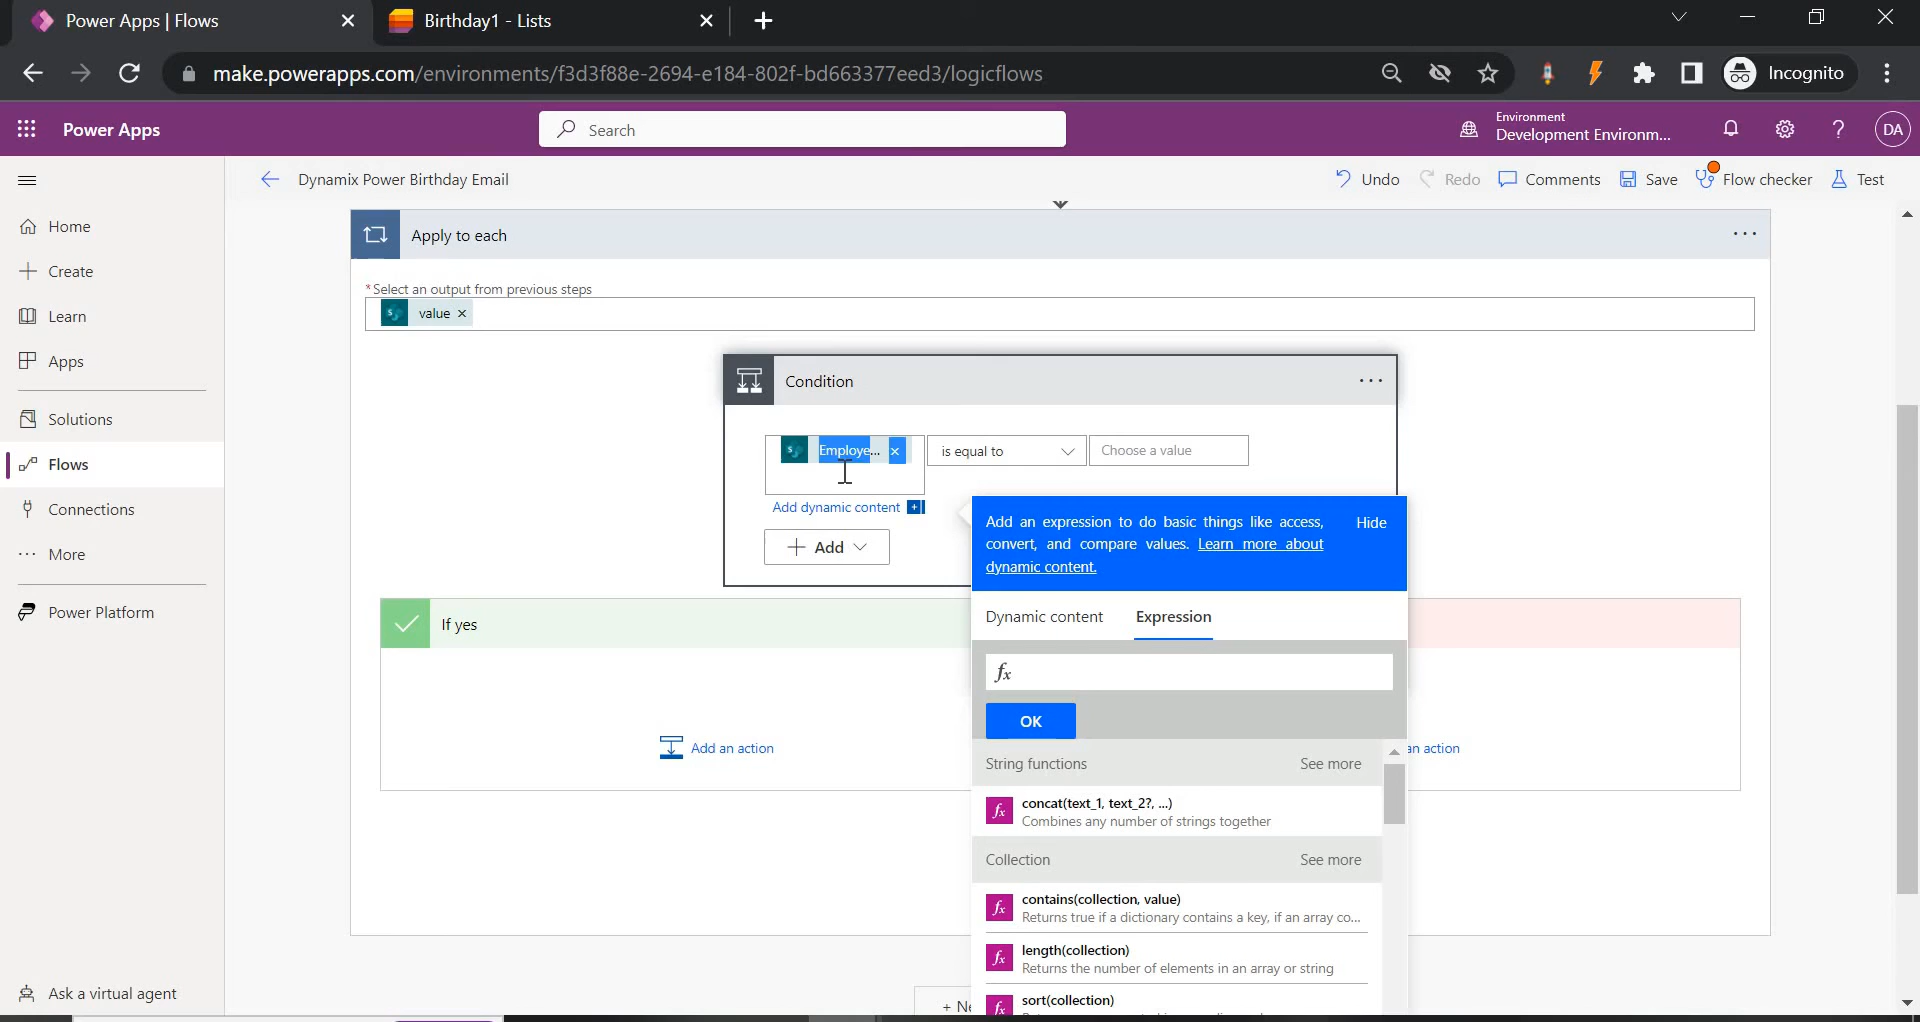 Power Apps | Flows
Birthday1 - Lists
make.powerapps.com/environments/f3d3f88e-2694-e184-802f-bd663377eed3/logicflows
Incognito
Power Apps
Search
Environment
Development Environm...
DA
Dynamix Power Birthday Email
Undo
Redo
Comments
Save
Flow checker
Test
Home
Create
Learn
Apps
Solutions
Flows
Connections
More
Power Platform
Ask a virtual agent
Apply to each
* Select an output from previous steps
value
Condition
Employe...
is equal to
Choose a value
Add dynamic content
Add
Add an expression to do basic things like access,
convert, and compare values. Learn more about
dynamic content.
Hide
Dynamic content
Expression
fx
OK
String functions
See more
fx
concat(text_1, text_2?, ...)
Combines any number of strings together
Collection
See more
fx
contains(collection, value)
Returns true if a dictionary contains a key, if an array co...
fx
length(collection)
Returns the number of elements in an array or string
fx
sort(collection)
If yes
Add an action
an action
+ Ne